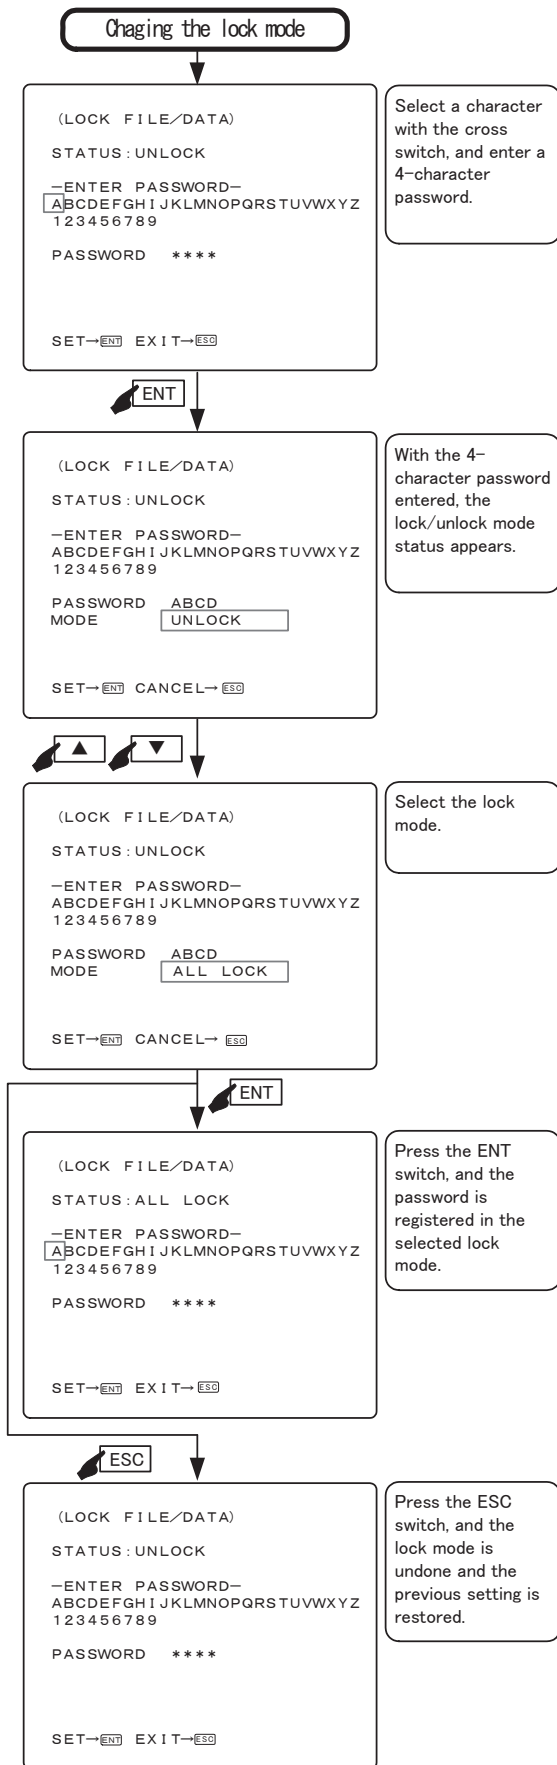 Chaging the lock mode
(LOCK FILE/DATA)
STATUS:UNLOCK
-ENTER PASSWORD-
ABCDEFGHIJKLMNOPQRSTUVWXYZ
123456789
PASSWORD ****
SET→ENT EXIT→ESC
Select a character
with the cross
switch, and enter a
4-character
password.
ENT
(LOCK FILE/DATA)
STATUS:UNLOCK
-ENTER PASSWORD-
ABCDEFGHIJKLMNOPQRSTUVWXYZ
123456789
PASSWORD ABCD
MODE UNLOCK
SET→ENT CANCEL→ESC
With the 4-
character password
entered, the
lock/unlock mode
status appears.
▲ ▼
(LOCK FILE/DATA)
STATUS:UNLOCK
-ENTER PASSWORD-
ABCDEFGHIJKLMNOPQRSTUVWXYZ
123456789
PASSWORD ABCD
MODE ALL LOCK
SET→ENT CANCEL→ ESC
Select the lock
mode.
ENT
(LOCK FILE/DATA)
STATUS:ALL LOCK
-ENTER PASSWORD-
ABCDEFGHIJKLMNOPQRSTUVWXYZ
123456789
PASSWORD ****
SET→ENT EXIT→ESC
Press the ENT
switch, and the
password is
registered in the
selected lock
mode.
ESC
(LOCK FILE/DATA)
STATUS:UNLOCK
-ENTER PASSWORD-
ABCDEFGHIJKLMNOPQRSTUVWXYZ
123456789
PASSWORD ****
SET→ENT EXIT→ESC
Press the ESC
switch, and the
lock mode is
undone and the
previous setting is
restored.